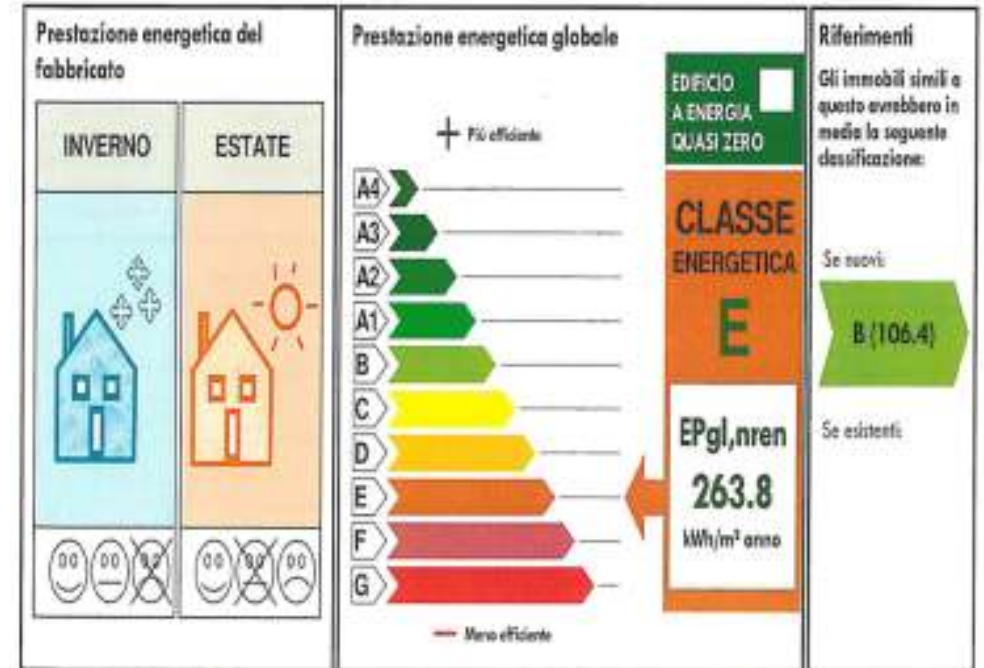 Prestazione energetica del
fabbricato
INVERNO
ESTATE
Prestazione energetica globale
+ Più efficiente
A4
A3
A2
A1
B
C
D
E
F
G
— Meno efficiente
EDIFICIO
A ENERGIA
QUASI ZERO
CLASSE
ENERGETICA
E
EPgl,nren
263.8
kWh/m² anno
Riferimenti
Gli immobili simili a
questo avrebbero in
media la seguente
classificazione:
Se nuovi:
B (106.4)
Se esistenti: